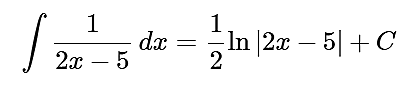 ∫ 1/(2x − 5) dx = 1/2 ln |2x − 5| + C